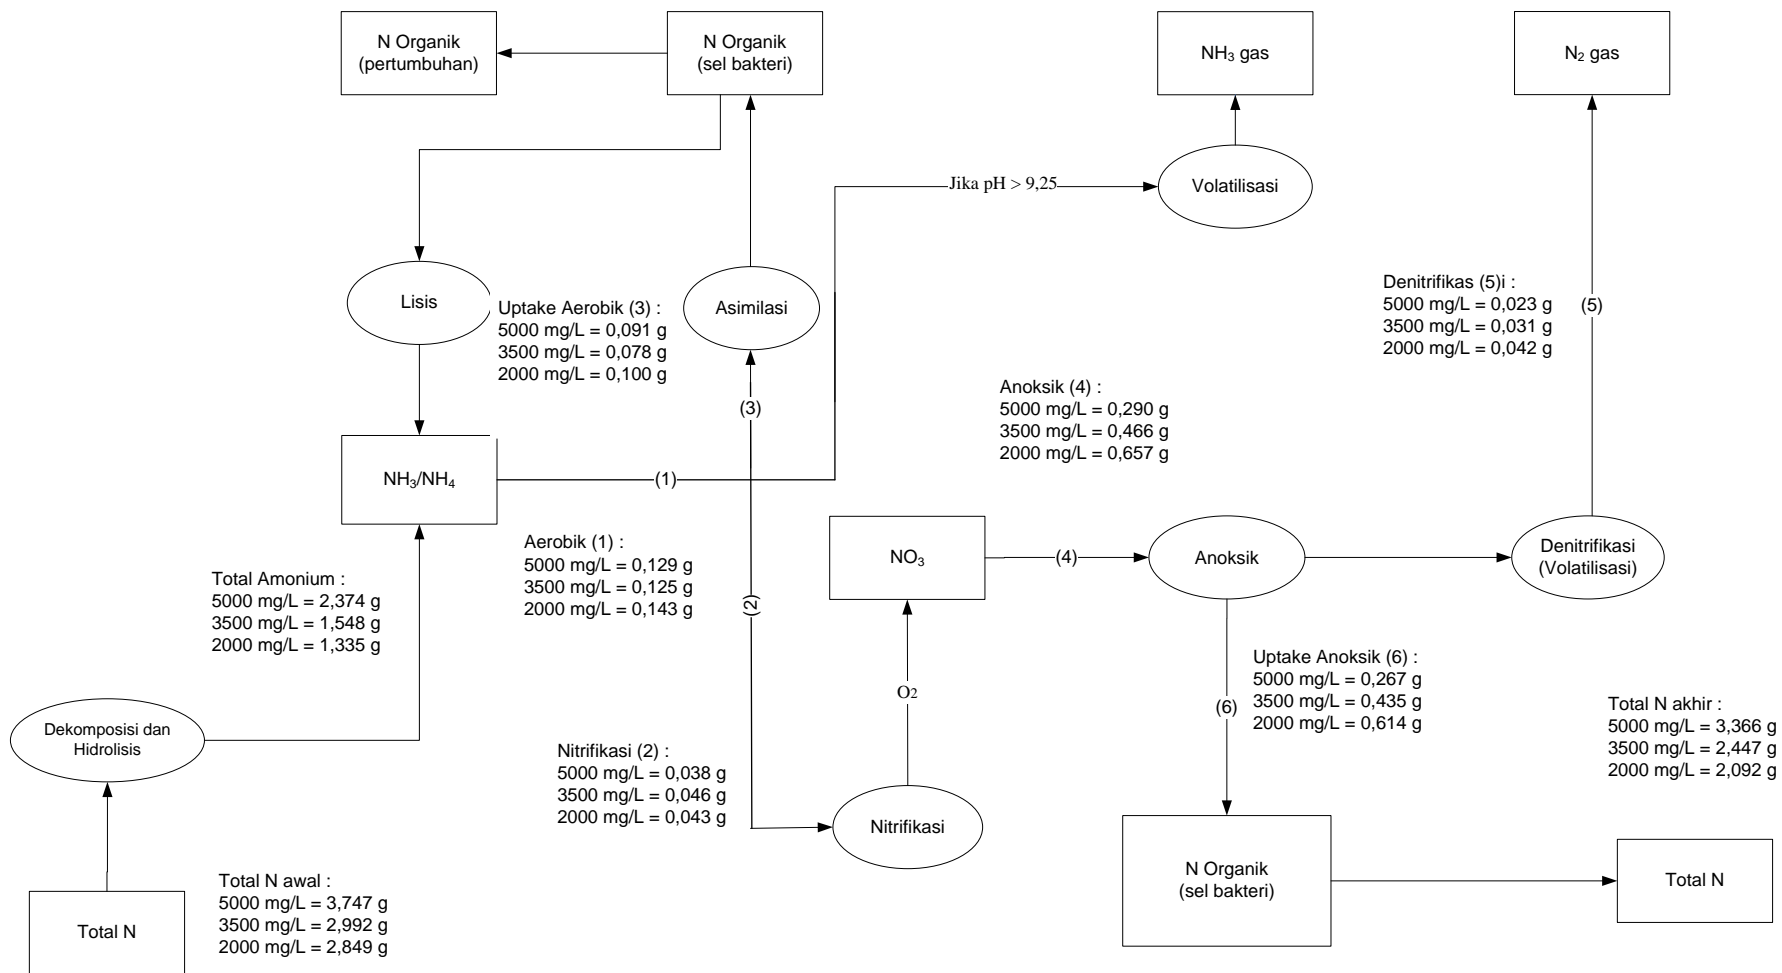 N Organik
(pertumbuhan)
N Organik
(sel bakteri)
NH₃ gas
N₂ gas
Jika pH > 9,25
Volatilisasi
Lisis
Uptake Aerobik (3) :
5000 mg/L = 0,091 g
3500 mg/L = 0,078 g
2000 mg/L = 0,100 g
Asimilasi
Denitrifikas (5)i :
5000 mg/L = 0,023 g
3500 mg/L = 0,031 g
2000 mg/L = 0,042 g
(5)
(3)
Anoksik (4) :
5000 mg/L = 0,290 g
3500 mg/L = 0,466 g
2000 mg/L = 0,657 g
NH₃/NH₄
(1)
Aerobik (1) :
5000 mg/L = 0,129 g
3500 mg/L = 0,125 g
2000 mg/L = 0,143 g
NO₃
(4)
Anoksik
Denitrifikasi
(Volatilisasi)
Total Amonium :
5000 mg/L = 2,374 g
3500 mg/L = 1,548 g
2000 mg/L = 1,335 g
(2)
O2
Uptake Anoksik (6) :
5000 mg/L = 0,267 g
3500 mg/L = 0,435 g
2000 mg/L = 0,614 g
(6)
Dekomposisi dan
Hidrolisis
Total N akhir :
5000 mg/L = 3,366 g
3500 mg/L = 2,447 g
2000 mg/L = 2,092 g
Nitrifikasi (2) :
5000 mg/L = 0,038 g
3500 mg/L = 0,046 g
2000 mg/L = 0,043 g
Nitrifikasi
N Organik
(sel bakteri)
Total N
Total N awal :
5000 mg/L = 3,747 g
3500 mg/L = 2,992 g
2000 mg/L = 2,849 g
Total N